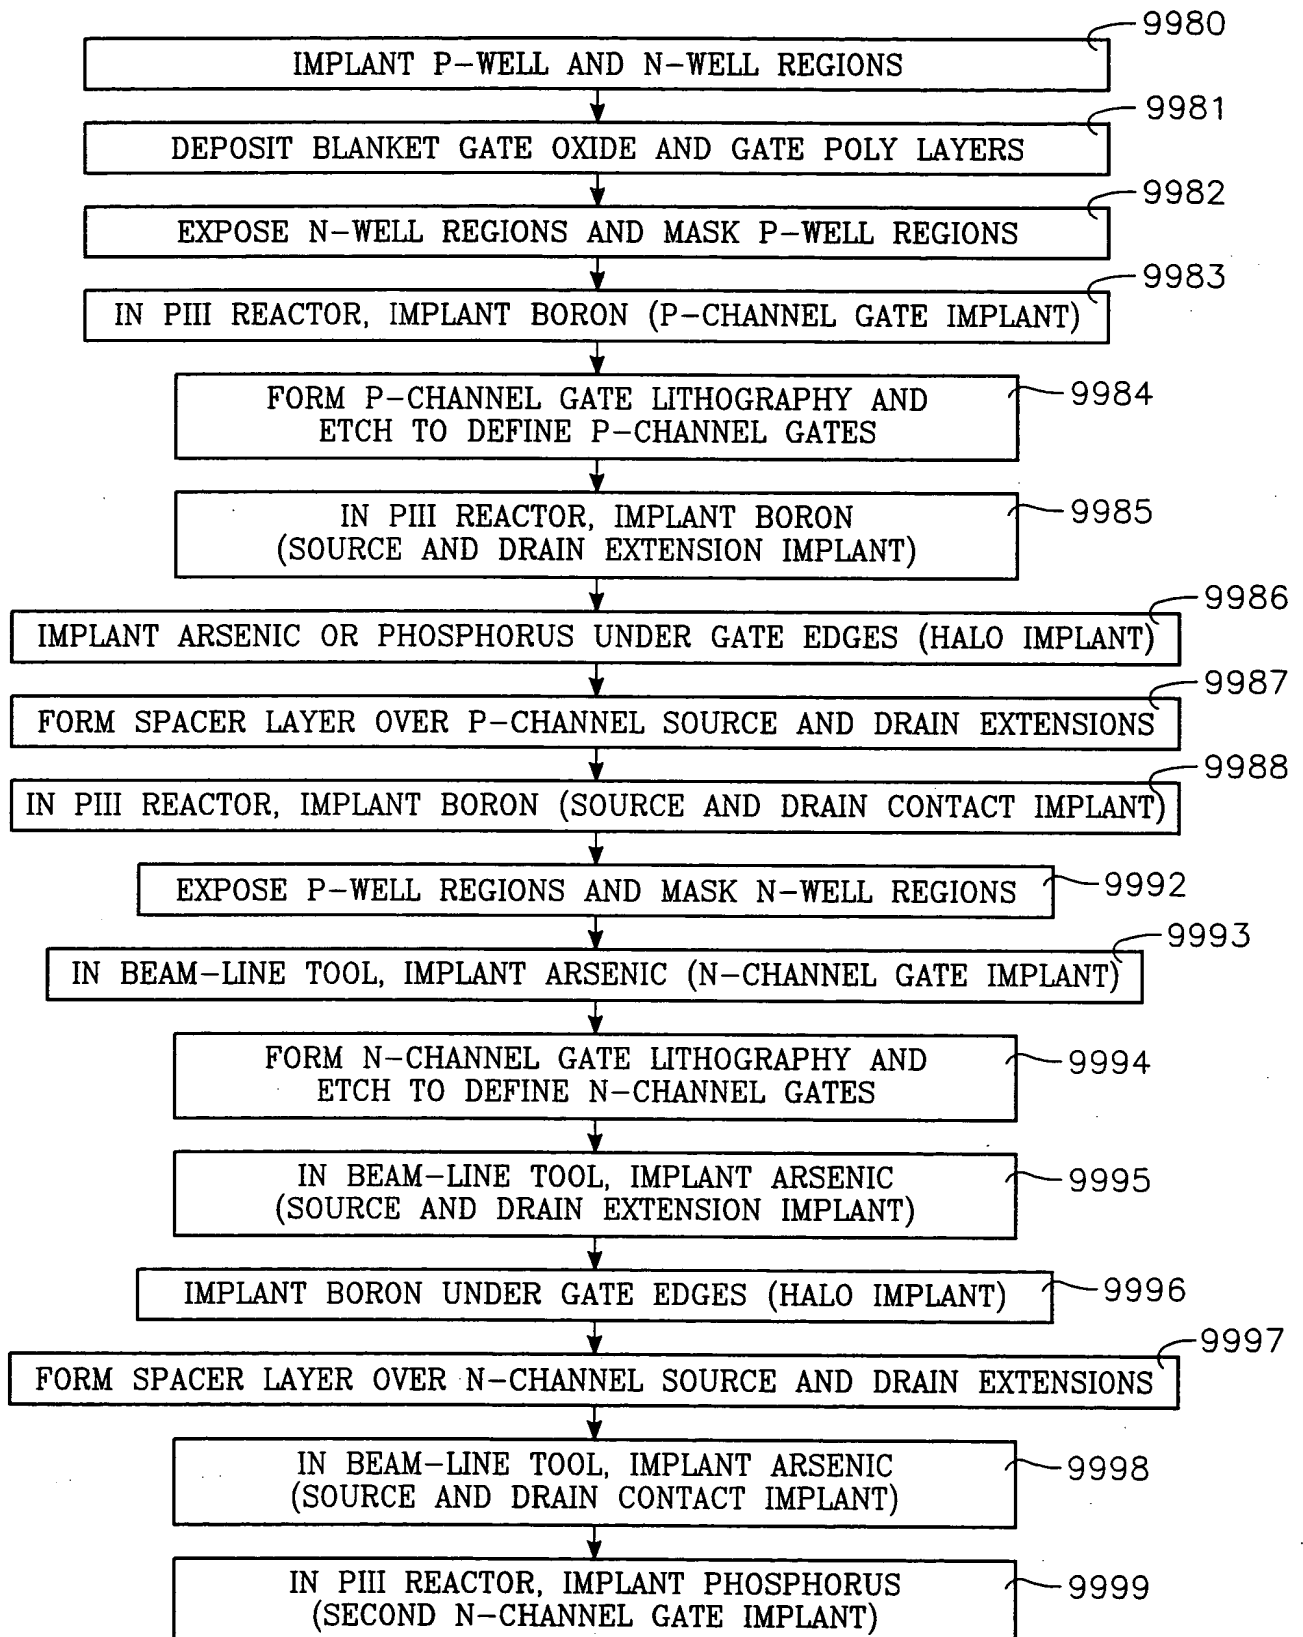 9980
IMPLANT P-WELL AND N-WELL REGIONS
9981
DEPOSIT BLANKET GATE OXIDE AND GATE POLY LAYERS
9982
EXPOSE N-WELL REGIONS AND MASK P-WELL REGIONS
9983
IN PIII REACTOR, IMPLANT BORON (P-CHANNEL GATE IMPLANT)
FORM P-CHANNEL GATE LITHOGRAPHY AND
ETCH TO DEFINE P-CHANNEL GATES
9984
IN PIII REACTOR, IMPLANT BORON
(SOURCE AND DRAIN EXTENSION IMPLANT)
9985
9986
IMPLANT ARSENIC OR PHOSPHORUS UNDER GATE EDGES (HALO IMPLANT)
9987
FORM SPACER LAYER OVER P-CHANNEL SOURCE AND DRAIN EXTENSIONS
9988
IN PIII REACTOR, IMPLANT BORON (SOURCE AND DRAIN CONTACT IMPLANT)
EXPOSE P-WELL REGIONS AND MASK N-WELL REGIONS
9992
9993
IN BEAM-LINE TOOL, IMPLANT ARSENIC (N-CHANNEL GATE IMPLANT)
FORM N-CHANNEL GATE LITHOGRAPHY AND
ETCH TO DEFINE N-CHANNEL GATES
9994
IN BEAM-LINE TOOL, IMPLANT ARSENIC
(SOURCE AND DRAIN EXTENSION IMPLANT)
9995
IMPLANT BORON UNDER GATE EDGES (HALO IMPLANT)
9996
9997
FORM SPACER LAYER OVER N-CHANNEL SOURCE AND DRAIN EXTENSIONS
IN BEAM-LINE TOOL, IMPLANT ARSENIC
(SOURCE AND DRAIN CONTACT IMPLANT)
9998
IN PIII REACTOR, IMPLANT PHOSPHORUS
(SECOND N-CHANNEL GATE IMPLANT)
9999